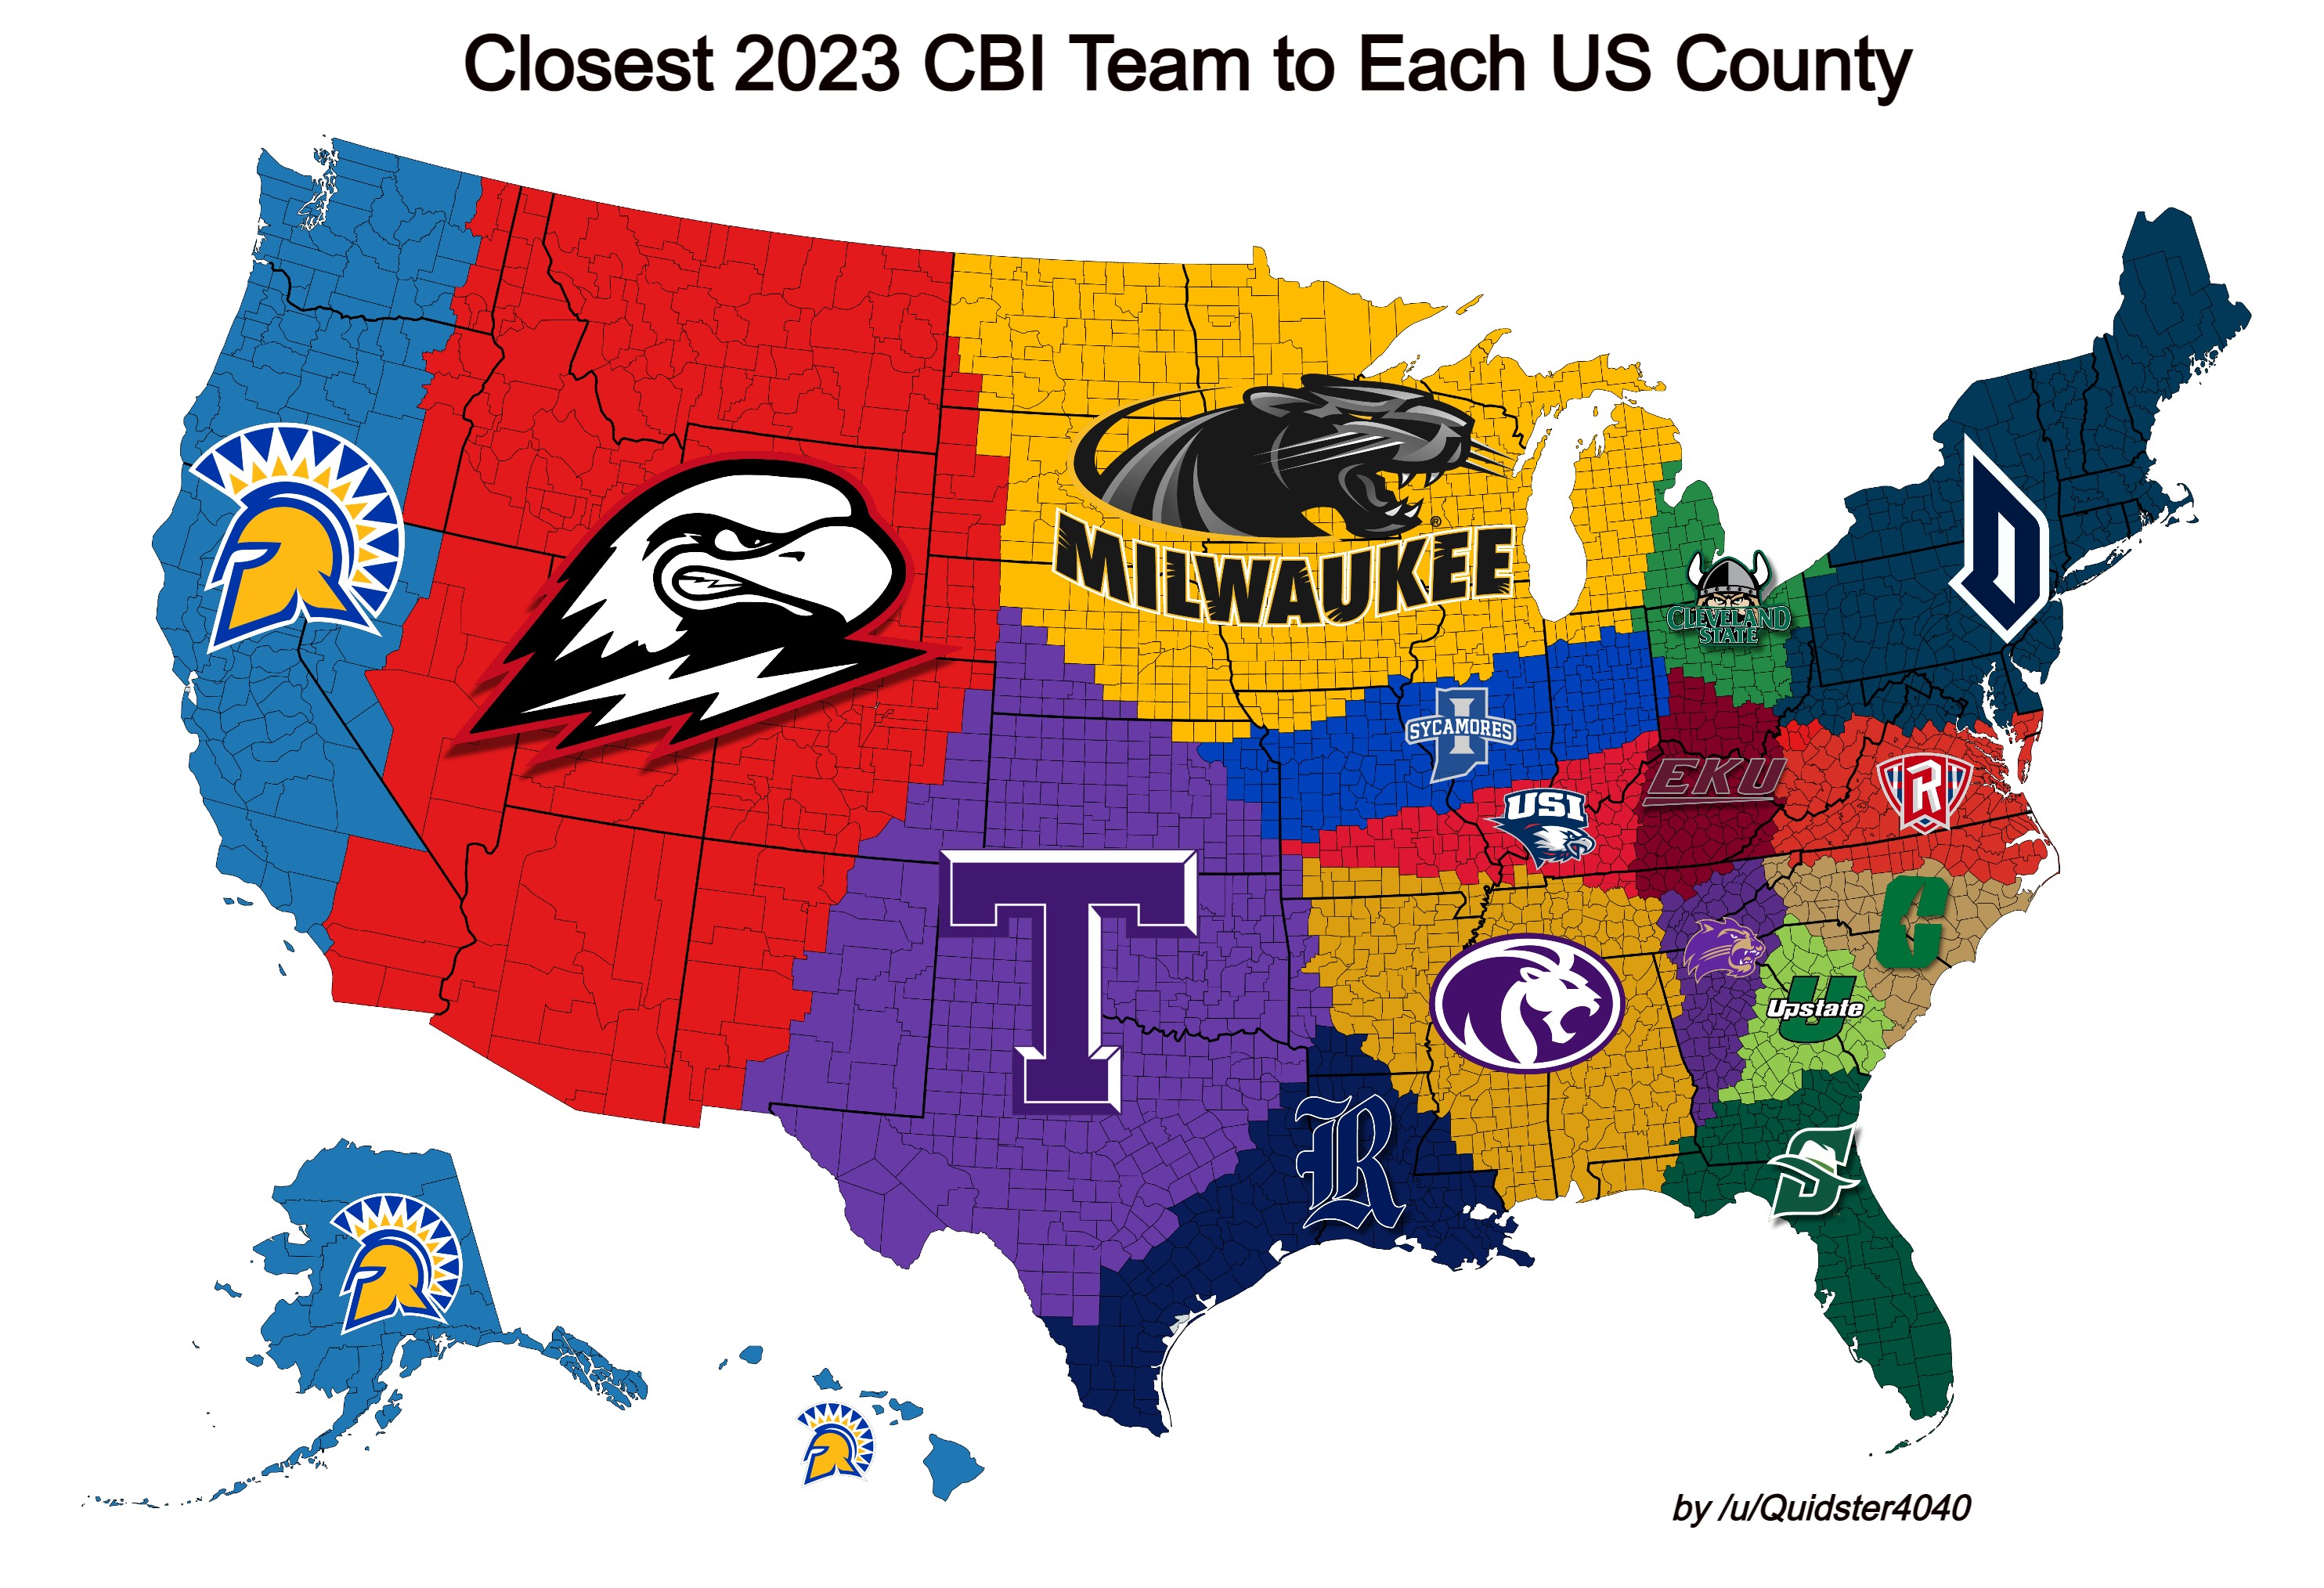 Closest 2023 CBI Team to Each US County
MILWAUKEE
®
CLEVELAND
STATE
D
SYCAMORES
EKU
R
USI
C
T
U
Upstate
R
S
by /u/Quidster4040